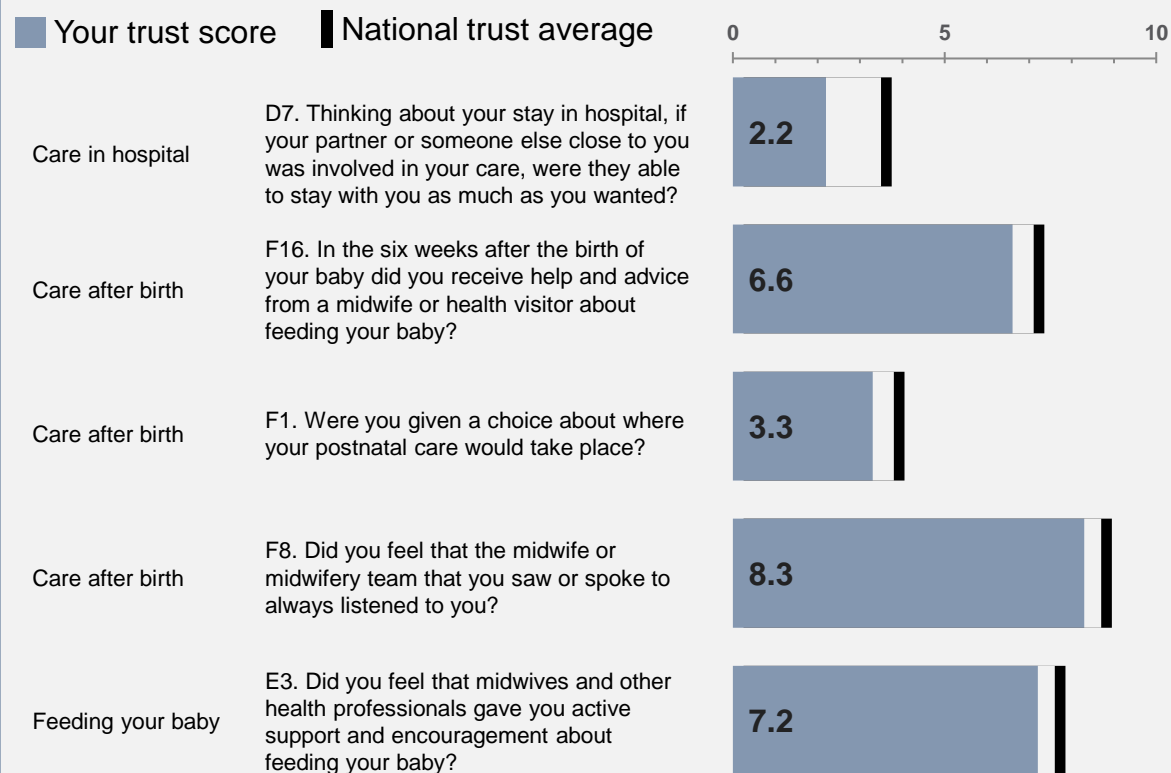 Your trust score National trust average
0 5 10
Care in hospital
D7. Thinking about your stay in hospital, if
your partner or someone else close to you
was involved in your care, were they able
to stay with you as much as you wanted?
2.2
Care after birth
F16. In the six weeks after the birth of
your baby did you receive help and advice
from a midwife or health visitor about
feeding your baby?
6.6
Care after birth
F1. Were you given a choice about where
your postnatal care would take place?
3.3
Care after birth
F8. Did you feel that the midwife or
midwifery team that you saw or spoke to
always listened to you?
8.3
Feeding your baby
E3. Did you feel that midwives and other
health professionals gave you active
support and encouragement about
feeding your baby?
7.2